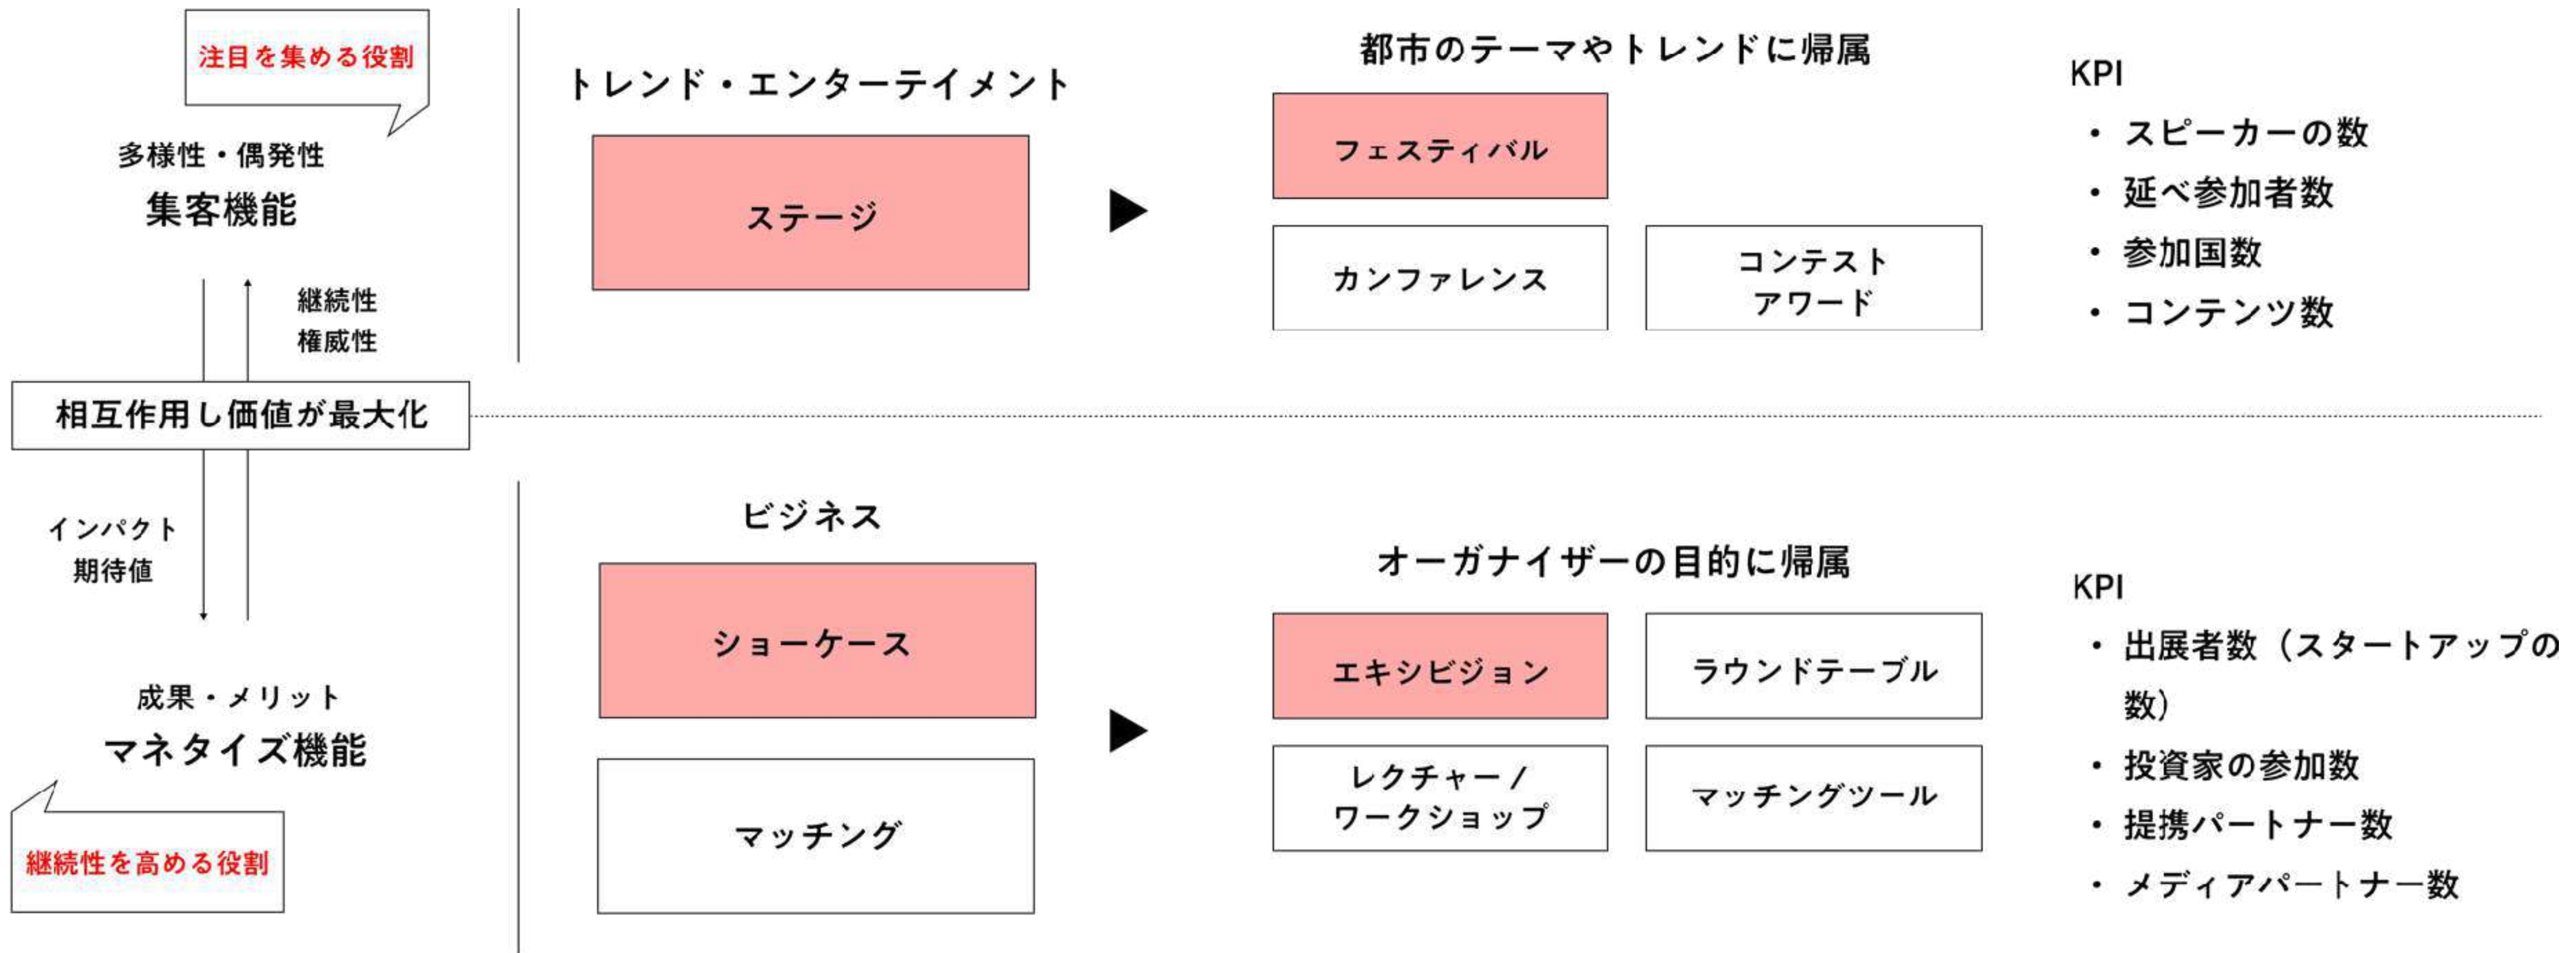 注目を集める役割
多様性・偶発性
集客機能
継続性
権威性
トレンド・エンターテイメント
ステージ
都市のテーマやトレンドに帰属
フェスティバル
カンファレンス
コンテスト
アワード
KPI
・ スピーカーの数
・ 延べ参加者数
・ 参加国数
・ コンテンツ数
相互作用し価値が最大化
インパクト
期待値
成果・メリット
マネタイズ機能
継続性を高める役割
ビジネス
ショーケース
マッチング
オーガナイザーの目的に帰属
エキシビジョン
ラウンドテーブル
レクチャー /
ワークショップ
マッチングツール
KPI
・ 出展者数（スタートアップの
数）
・ 投資家の参加数
・ 提携パートナー数
・ メディアパートナー数